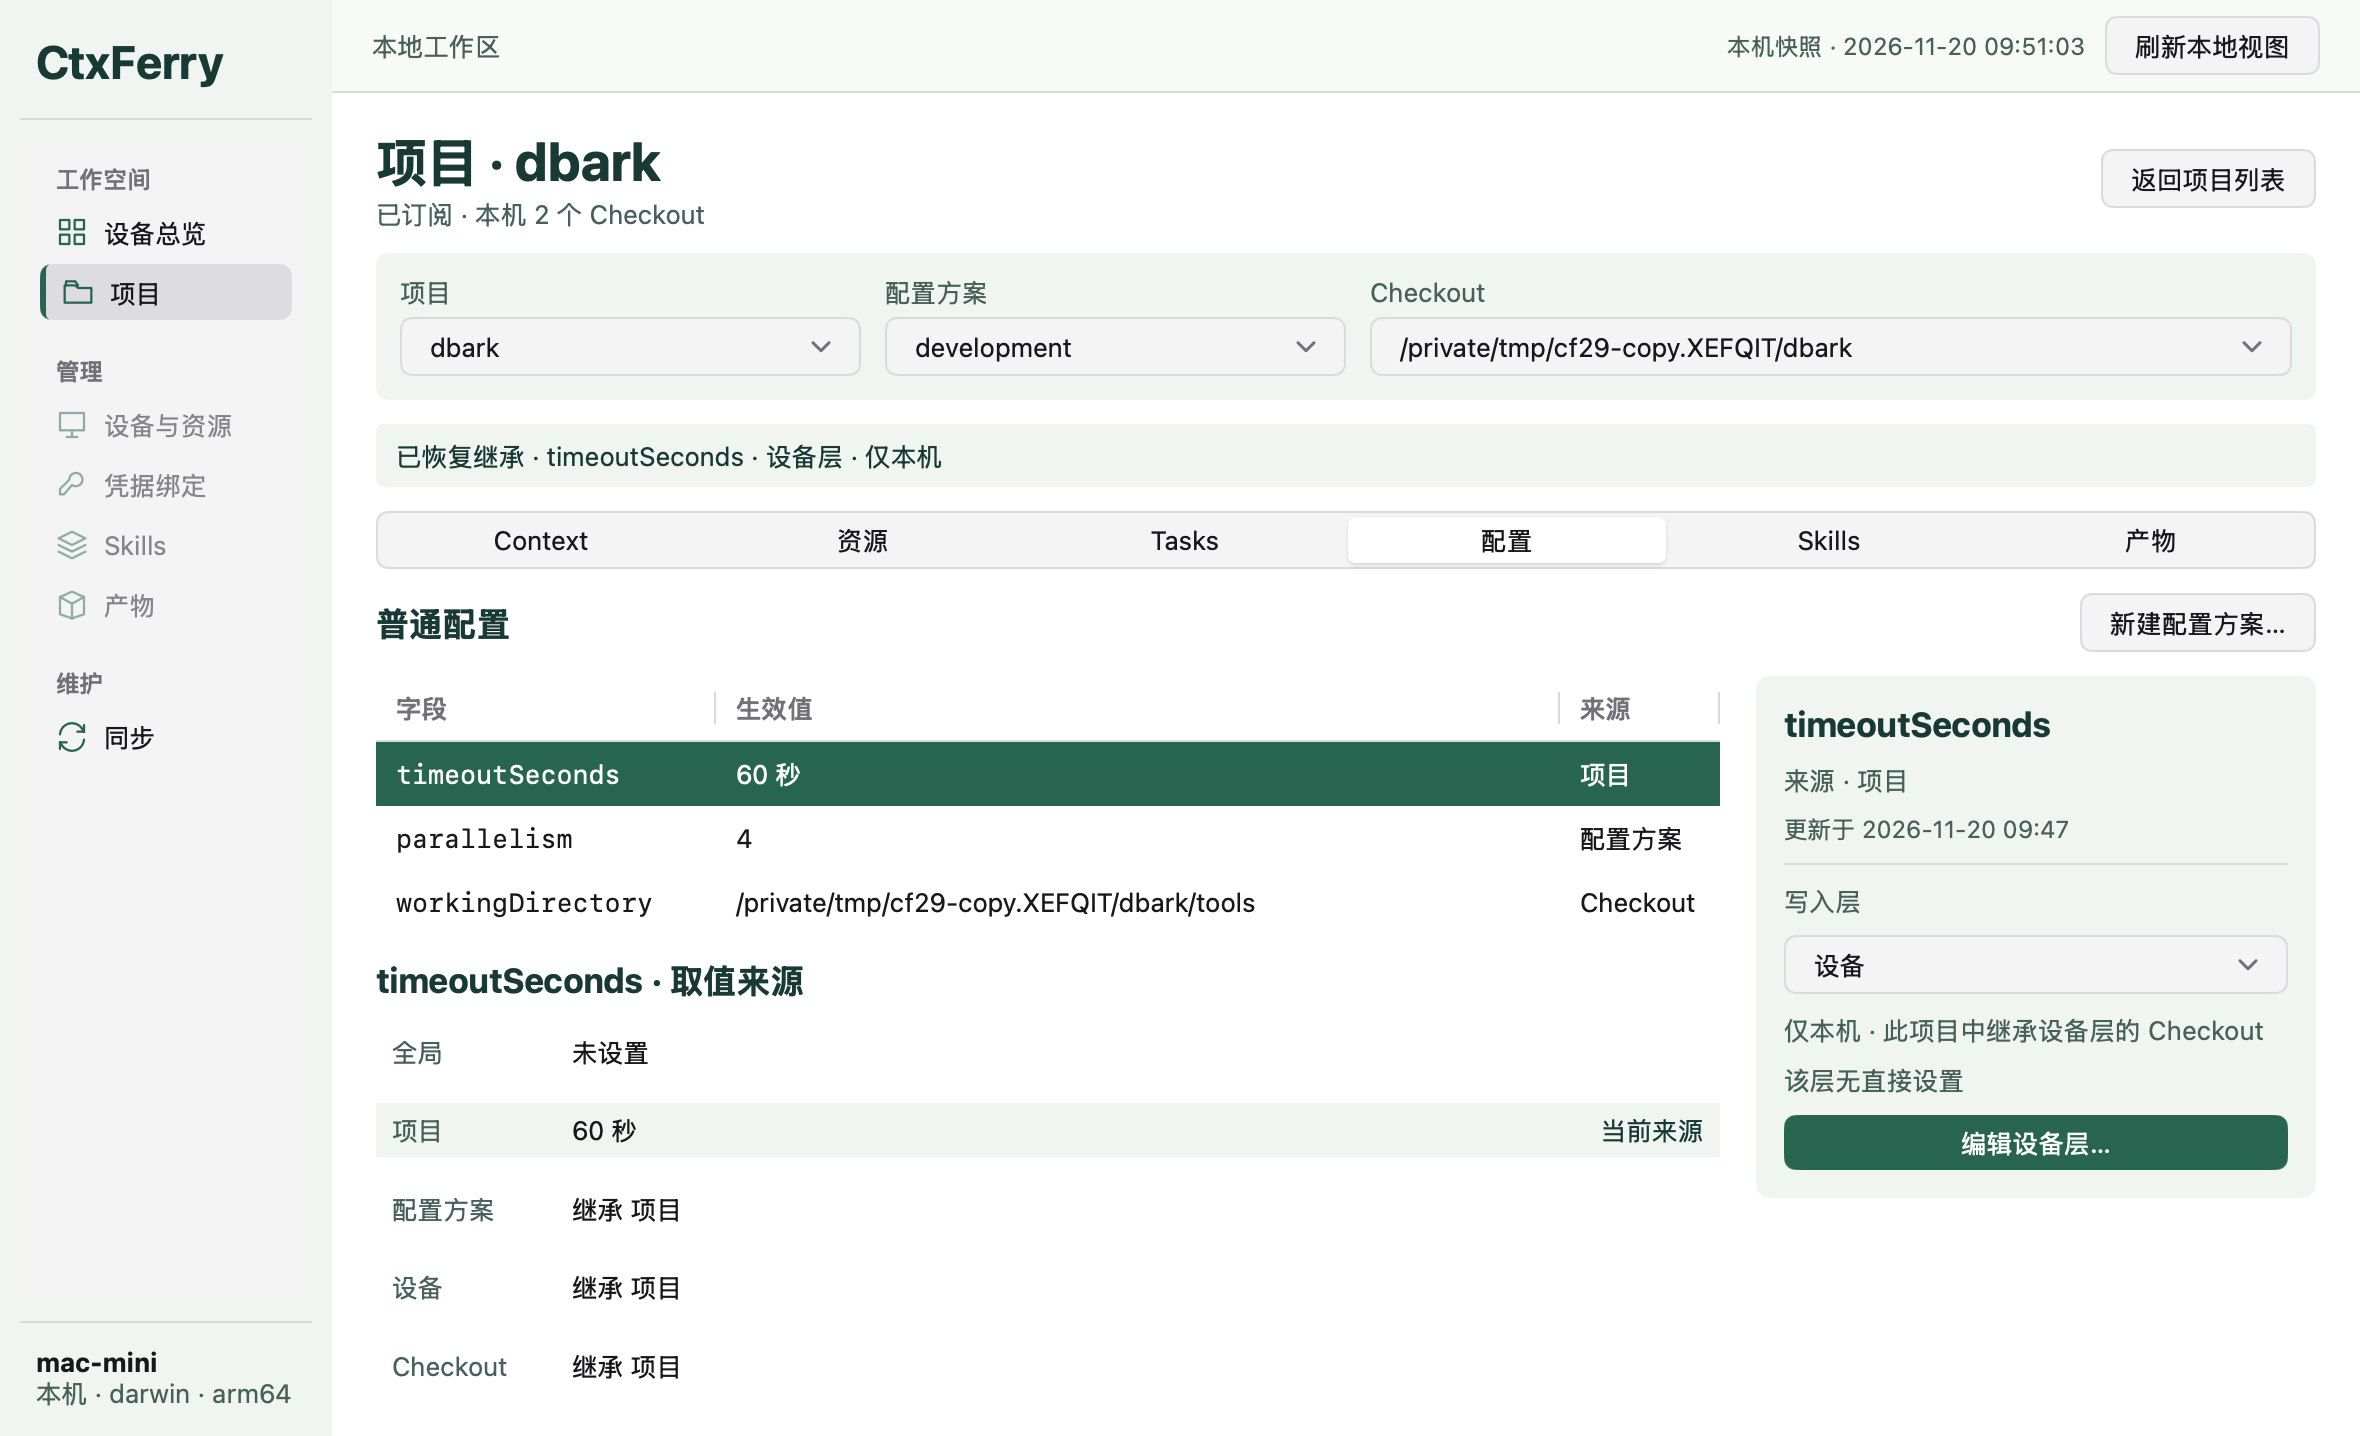 CtxFerry
工作空间
设备总览
项目
管理
设备与资源
凭据绑定
Skills
产物
维护
同步
mac-mini
本机 · darwin · arm64
本地工作区
本机快照 · 2026-11-20 09:51:03
刷新本地视图
项目 · dbark
已订阅 · 本机 2 个 Checkout
返回项目列表
项目
配置方案
Checkout
dbark
development
/private/tmp/cf29-copy.XEFQIT/dbark
已恢复继承 · timeoutSeconds · 设备层 · 仅本机
Context
资源
Tasks
配置
Skills
产物
普通配置
新建配置方案...
字段 生效值 来源
timeoutSeconds 60 秒 项目
parallelism 4 配置方案
workingDirectory /private/tmp/cf29-copy.XEFQIT/dbark/tools Checkout
timeoutSeconds · 取值来源
全局 未设置
项目 60 秒 当前来源
配置方案 继承 项目
设备 继承 项目
Checkout 继承 项目
timeoutSeconds
来源 · 项目
更新于 2026-11-20 09:47
写入层
设备
仅本机 · 此项目中继承设备层的 Checkout
该层无直接设置
编辑设备层...